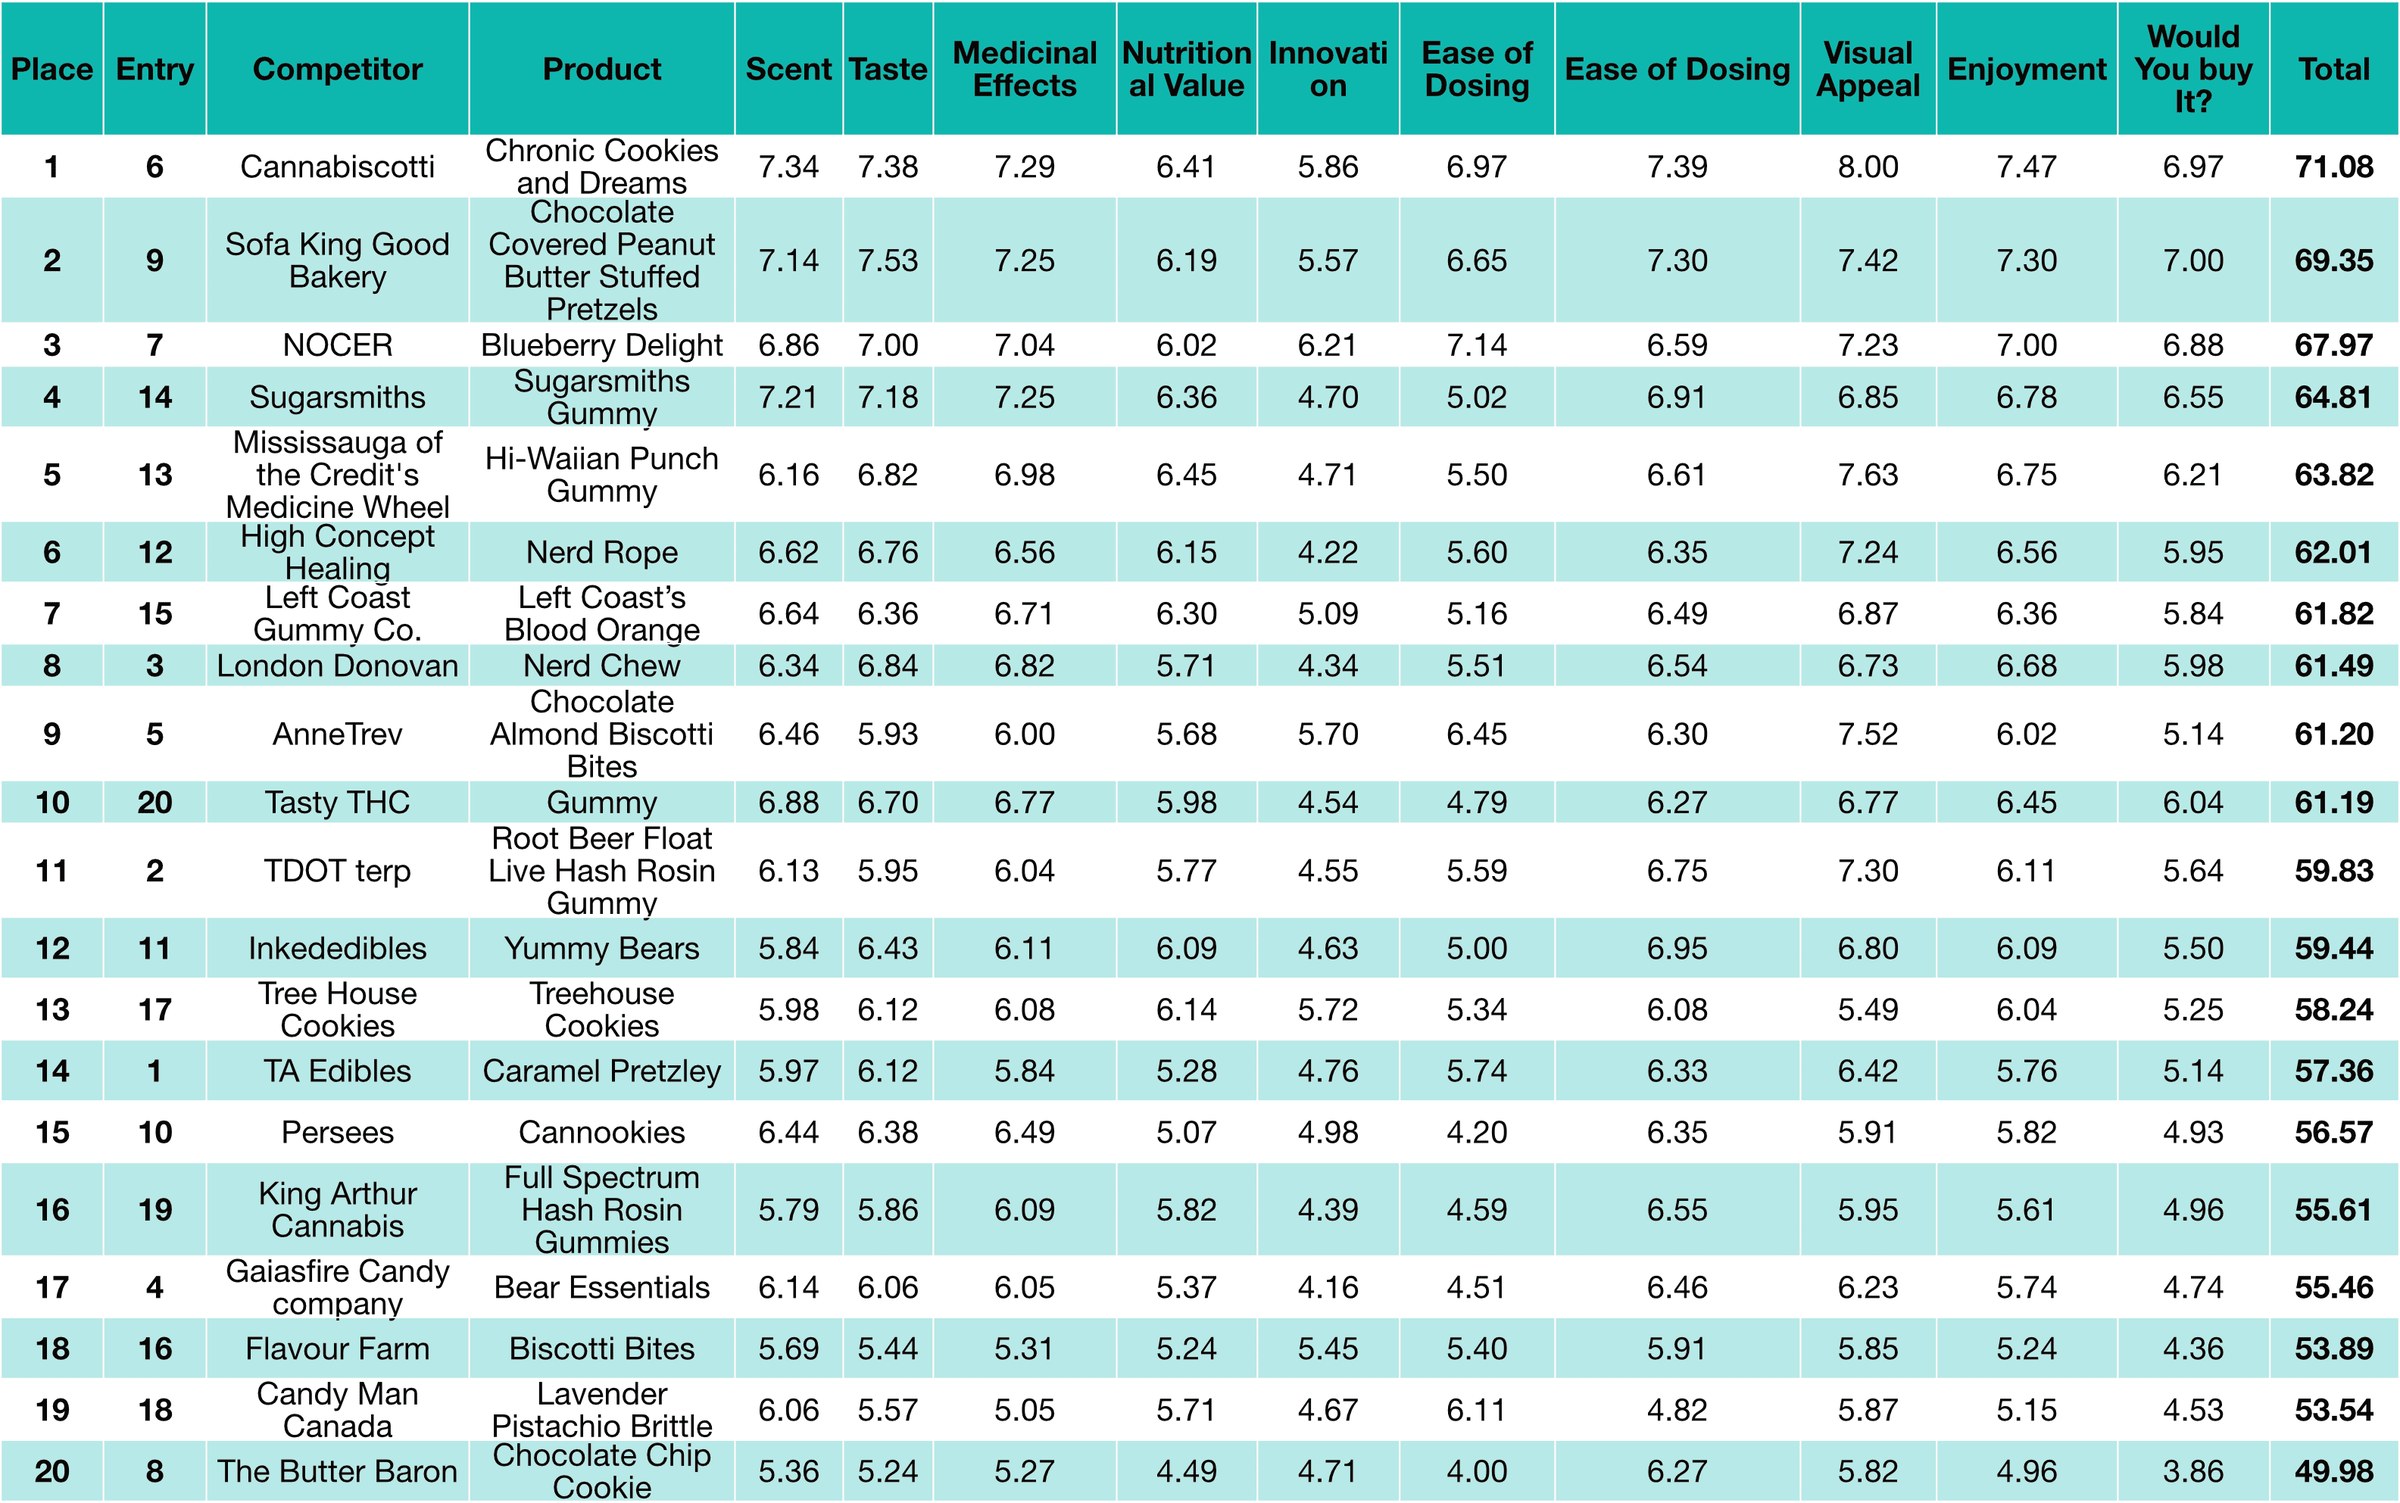 Place Entry Competitor Product Scent Taste Medicinal Effects Nutrition al Value Innovati on Ease of Dosing Ease of Dosing Visual Appeal Enjoyment Would You buy It? Total
1 6 Cannabiscotti Chronic Cookies and Dreams 7.34 7.38 7.29 6.41 5.86 6.97 7.39 8.00 7.47 6.97 71.08
2 9 Sofa King Good Bakery Chocolate Covered Peanut Butter Stuffed Pretzels 7.14 7.53 7.25 6.19 5.57 6.65 7.30 7.42 7.30 7.00 69.35
3 7 NOCER Blueberry Delight 6.86 7.00 7.04 6.02 6.21 7.14 6.59 7.23 7.00 6.88 67.97
4 14 Sugarsmiths Sugarsmiths Gummy 7.21 7.18 7.25 6.36 4.70 5.02 6.91 6.85 6.78 6.55 64.81
5 13 Mississauga of the Credit's Medicine Wheel Hi-Waiian Punch Gummy 6.16 6.82 6.98 6.45 4.71 5.50 6.61 7.63 6.75 6.21 63.82
6 12 High Concept Healing Nerd Rope 6.62 6.76 6.56 6.15 4.22 5.60 6.35 7.24 6.56 5.95 62.01
7 15 Left Coast Gummy Co. Left Coast’s Blood Orange 6.64 6.36 6.71 6.30 5.09 5.16 6.49 6.87 6.36 5.84 61.82
8 3 London Donovan Nerd Chew 6.34 6.84 6.82 5.71 4.34 5.51 6.54 6.73 6.68 5.98 61.49
9 5 AnneTrev Chocolate Almond Biscotti Bites 6.46 5.93 6.00 5.68 5.70 6.45 6.30 7.52 6.02 5.14 61.20
10 20 Tasty THC Gummy 6.88 6.70 6.77 5.98 4.54 4.79 6.27 6.77 6.45 6.04 61.19
11 2 TDOT terp Root Beer Float Live Hash Rosin Gummy 6.13 5.95 6.04 5.77 4.55 5.59 6.75 7.30 6.11 5.64 59.83
12 11 Inkededibles Yummy Bears 5.84 6.43 6.11 6.09 4.63 5.00 6.95 6.80 6.09 5.50 59.44
13 17 Tree House Cookies Treehouse Cookies 5.98 6.12 6.08 6.14 5.72 5.34 6.08 5.49 6.04 5.25 58.24
14 1 TA Edibles Caramel Pretzley 5.97 6.12 5.84 5.28 4.76 5.74 6.33 6.42 5.76 5.14 57.36
15 10 Persees Cannookies 6.44 6.38 6.49 5.07 4.98 4.20 6.35 5.91 5.82 4.93 56.57
16 19 King Arthur Cannabis Full Spectrum Hash Rosin Gummies 5.79 5.86 6.09 5.82 4.39 4.59 6.55 5.95 5.61 4.96 55.61
17 4 Gaiasfire Candy company Bear Essentials 6.14 6.06 6.05 5.37 4.16 4.51 6.46 6.23 5.74 4.74 55.46
18 16 Flavour Farm Biscotti Bites 5.69 5.44 5.31 5.24 5.45 5.40 5.91 5.85 5.24 4.36 53.89
19 18 Candy Man Canada Lavender Pistachio Brittle 6.06 5.57 5.05 5.71 4.67 6.11 4.82 5.87 5.15 4.53 53.54
20 8 The Butter Baron Chocolate Chip Cookie 5.36 5.24 5.27 4.49 4.71 4.00 6.27 5.82 4.96 3.86 49.98